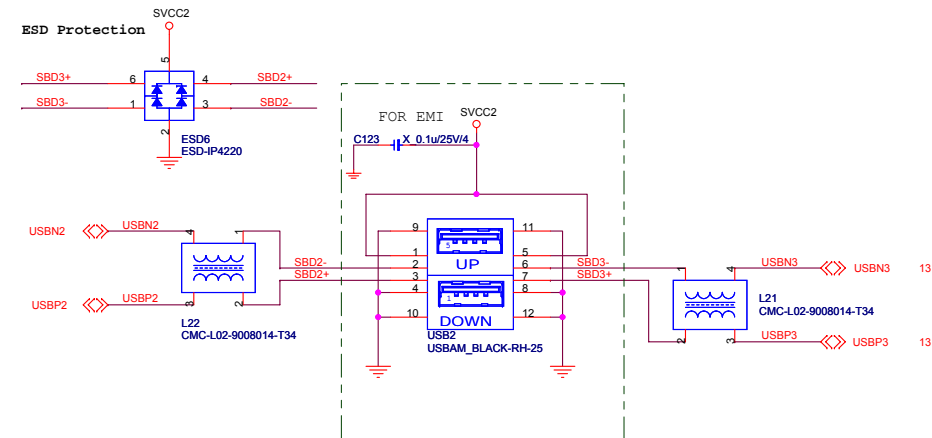 SVCC2
ESD Protection
5
SBD3+ 6 4 SBD2+
SBD3- 1 3 SBD2-
2
ESD6
ESD-IP4220
FOR EMI SVCC2
C123 X_0.1u/25V/4
USBN2 USBN2 4 1
USBP2 USBP2 3 2
L22
CMC-L02-9008014-T34
SBD2-
SBD2+
9 11
1 5
2 6
3 7
4 8
10 12
5
UP
1
DOWN
USB2
USBAM_BLACK-RH-25
SBD3-
SBD3+
1 4 USBN3 USBN3 13
L21
CMC-L02-9008014-T34
2 3 USBP3 USBP3 13